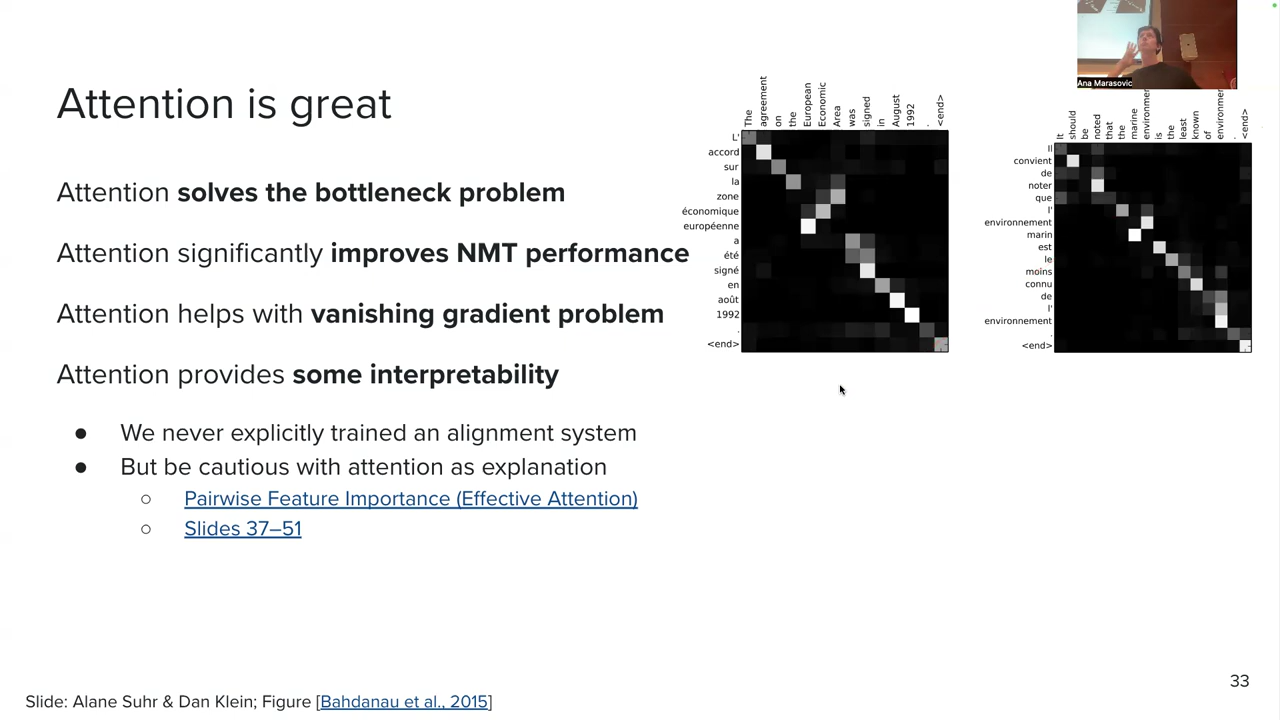 Ana Marasovic
Attention is great
Attention solves the bottleneck problem
Attention significantly improves NMT performance
Attention helps with vanishing gradient problem
Attention provides some interpretability
● We never explicitly trained an alignment system
● But be cautious with attention as explanation
○ Pairwise Feature Importance (Effective Attention)
○ Slides 37–51
The
agreement
on
the
European
Economic
Area
was
signed
in
August
1992
.
<end>
L'
accord
sur
la
zone
économique
européenne
a
été
signé
en
août
1992
.
<end>
It
should
be
noted
that
the
marine
environmen
is
the
least
known
of
environmen
.
<end>
Il
convient
de
noter
que
l'
environnement
marin
est
le
moins
connu
de
l'
environnement
.
<end>
33
Slide: Alane Suhr & Dan Klein; Figure [Bahdanau et al., 2015]